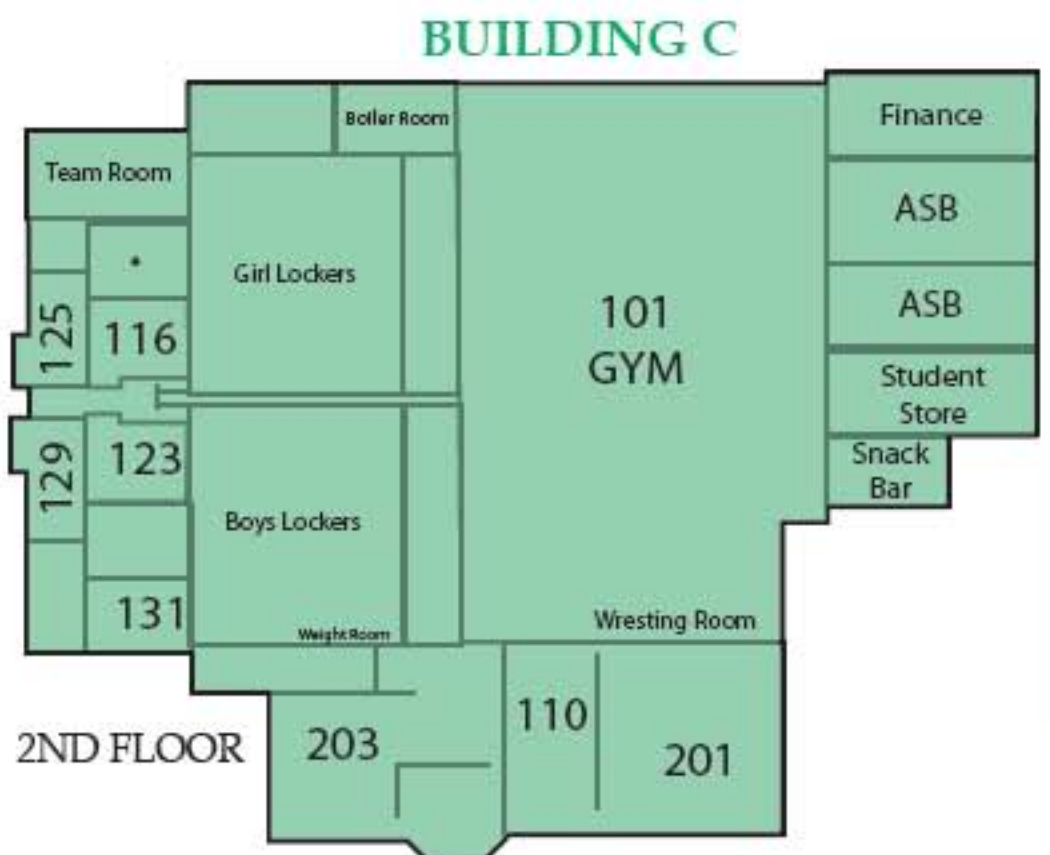 BUILDING C
Boiler Room
Finance
Team Room
ASB
Girl Lockers
125
116
101
GYM
ASB
Student
Store
129
123
Snack
Bar
Boys Lockers
131
Weight Room
Wresting Room
2ND FLOOR
203
110
201